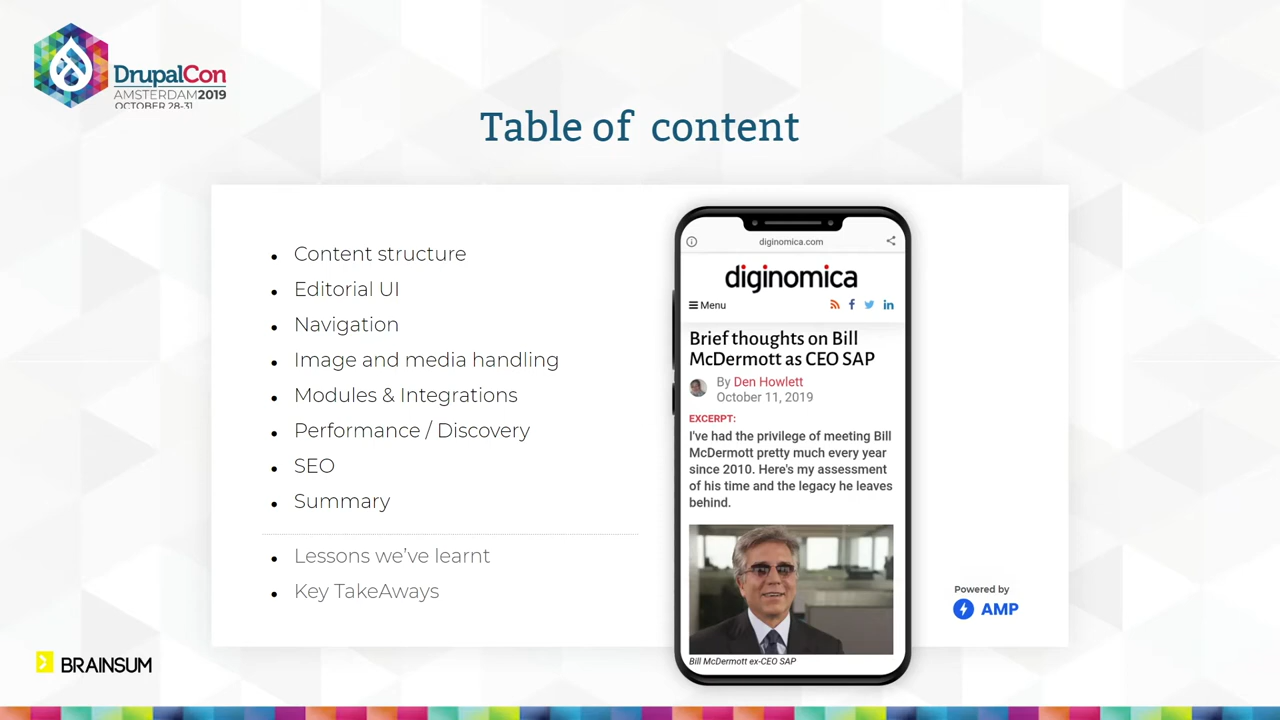 DrupalCon
AMSTERDAM2019
OCTOBER 28-31
Table of content
Content structure
Editorial UI
Navigation
Image and media handling
Modules & Integrations
Performance / Discovery
SEO
Summary
Lessons we've learnt
Key TakeAways
diginomica.com
diginomica
Menu
Brief thoughts on Bill
McDermott as CEO SAP
By Den Howlett
October 11, 2019
EXCERPT:
I've had the privilege of meeting Bill
McDermott pretty much every year
since 2010. Here's my assessment
of his time and the legacy he leaves
behind.
Bill McDermott ex-CEO SAP
Powered by
AMP
BRAINSUM